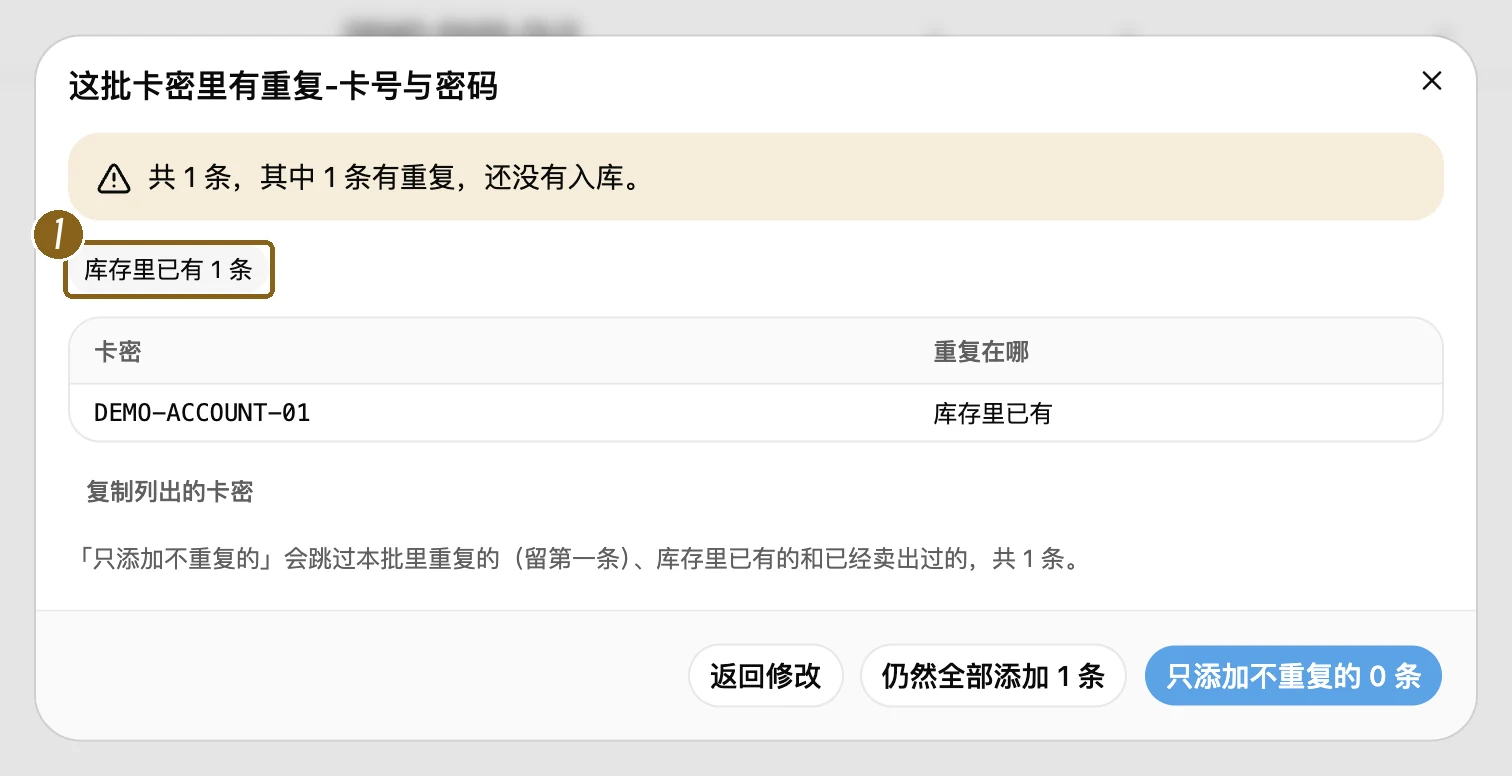 这批卡密里有重复-卡号与密码
共 1 条，其中 1 条有重复，还没有入库。
1
库存里已有 1 条
卡密 重复在哪
DEMO-ACCOUNT-01 库存里已有
复制列出的卡密
「只添加不重复的」会跳过本批里重复的（留第一条）、库存里已有的和已经卖出过的，共 1 条。
返回修改 仍然全部添加 1 条 只添加不重复的 0 条